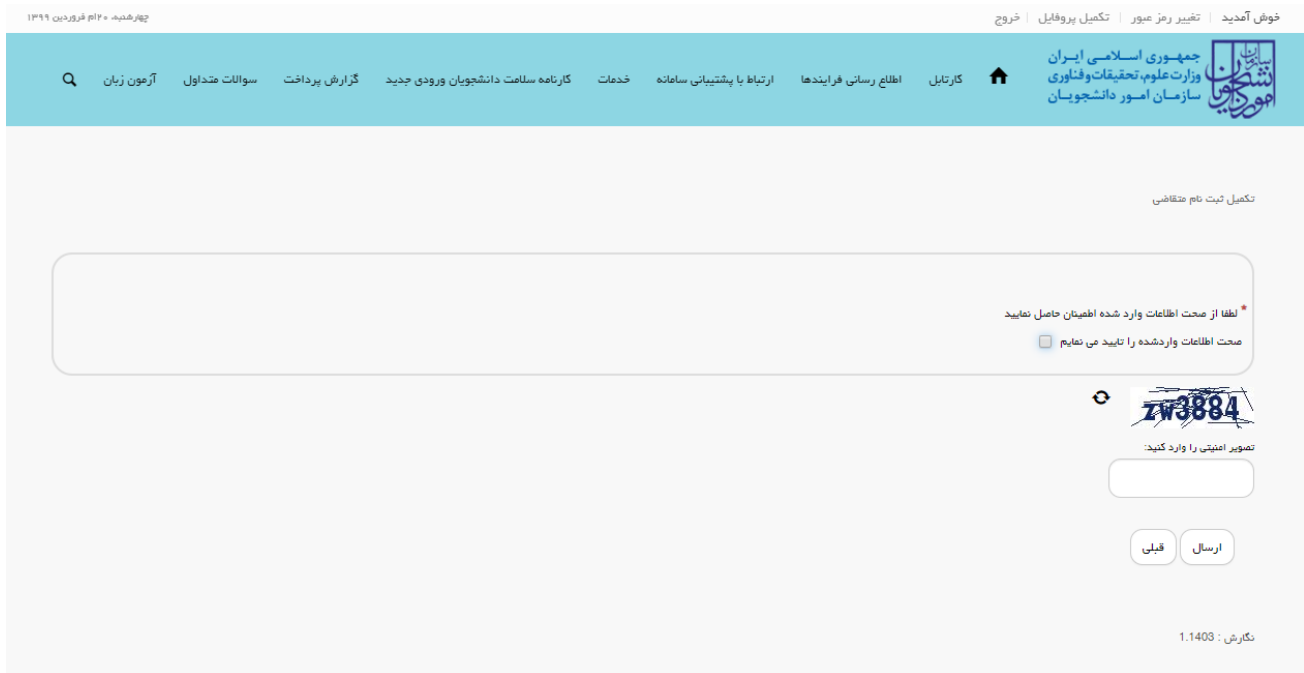 خوش آمدید | تغییر رمز عبور | تکمیل پروفایل | خروج
چهارشنبه، ۲۰ام فروردین ۱۳۹۹
سازمان امور دانشجویان
جمهوری اسلامی ایران
وزارت علوم، تحقیقات و فناوری
سازمان امور دانشجویان
کارتابل
اطلاع رسانی فرایندها
ارتباط با پشتیبانی سامانه
خدمات
کارنامه سلامت دانشجویان ورودی جدید
گزارش پرداخت
سوالات متداول
آزمون زبان
تکمیل ثبت نام متقاضی
* لطفا از صحت اطلاعات وارد شده اطمینان حاصل نمایید
صحت اطلاعات واردشده را تایید می نمایم
zw3884
تصویر امنیتی را وارد کنید:
ارسال
قبلی
نگارش : 1.1403